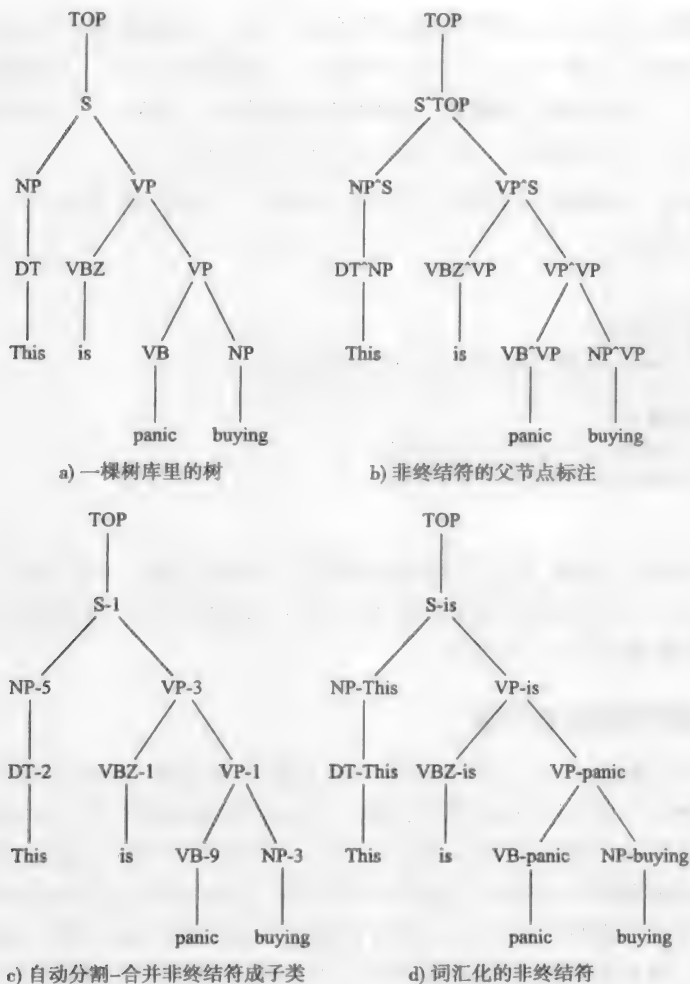 TOP
S
NP VP
DT VBZ VP
This is VB NP
panic buying
a) 一棵树库里的树
TOP
S^TOP
NP^S VP^S
DT^NP VBZ^VP VP^VP
This is VB^VP NP^VP
panic buying
b) 非终结符的父节点标注
TOP
S-1
NP-5 VP-3
DT-2 VBZ-1 VP-1
This is VB-9 NP-3
panic buying
c) 自动分割-合并非终结符成子类
TOP
S-is
NP-This VP-is
DT-This VBZ-is VP-panic
This is VB-panic NP-buying
panic buying
d) 词汇化的非终结符